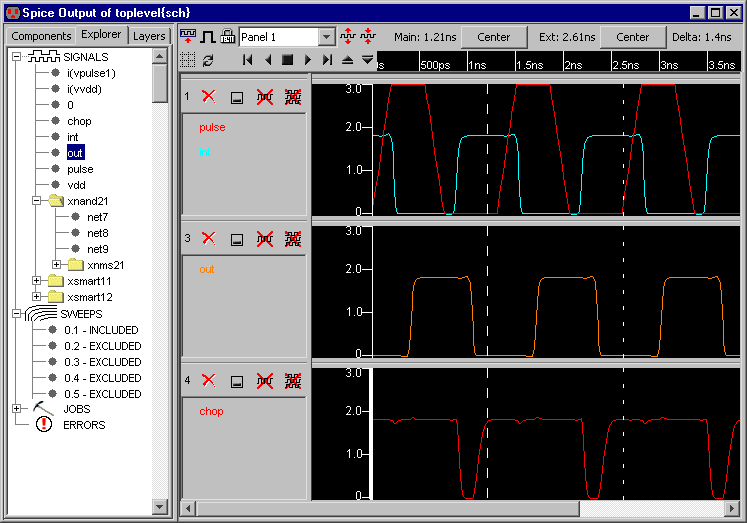 Spice Output of toplevel{sch}
Components Explorer Layers
SIGNALS
i(vpulse1)
i(vvdd)
0
chop
int
out
pulse
vdd
xnand21
net7
net8
net9
xnms21
xsmart11
xsmart12
SWEEPS
0.1 - INCLUDED
0.2 - EXCLUDED
0.3 - EXCLUDED
0.4 - EXCLUDED
0.5 - EXCLUDED
JOBS
ERRORS
Panel 1 Main: 1.21ns Center Ext: 2.61ns Center Delta: 1.4ns
500ps 1ns 1.5ns 2ns 2.5ns 3ns 3.5ns
1
pulse
int
3.0
2.0
1.0
0
3
out
3.0
2.0
1.0
0
4
chop
3.0
2.0
1.0
0